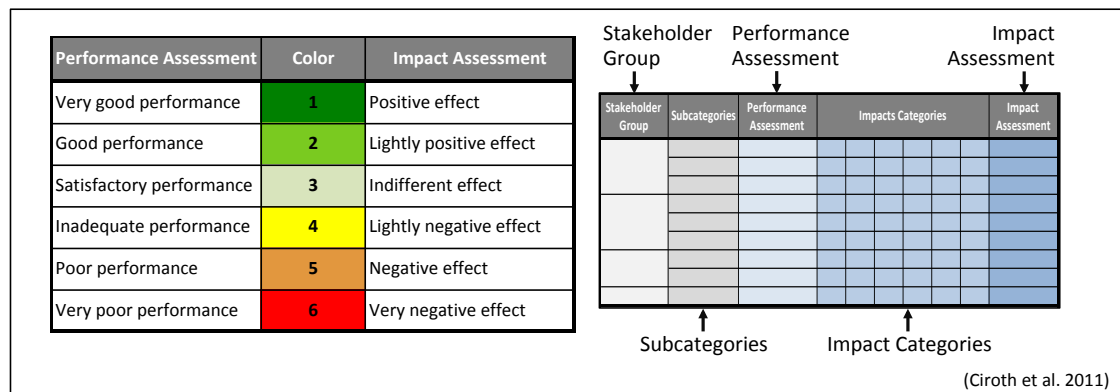 Performance Assessment Color Impact Assessment
Very good performance 1 Positive effect
Good performance 2 Lightly positive effect
Satisfactory performance 3 Indifferent effect
Inadequate performance 4 Lightly negative effect
Poor performance 5 Negative effect
Very poor performance 6 Very negative effect
Stakeholder
Group
Performance
Assessment
Impact
Assessment
Stakeholder
Group
Subcategories
Performance
Assessment
Impacts Categories
Impact
Assessment
Subcategories
Impact Categories
(Ciroth et al. 2011)